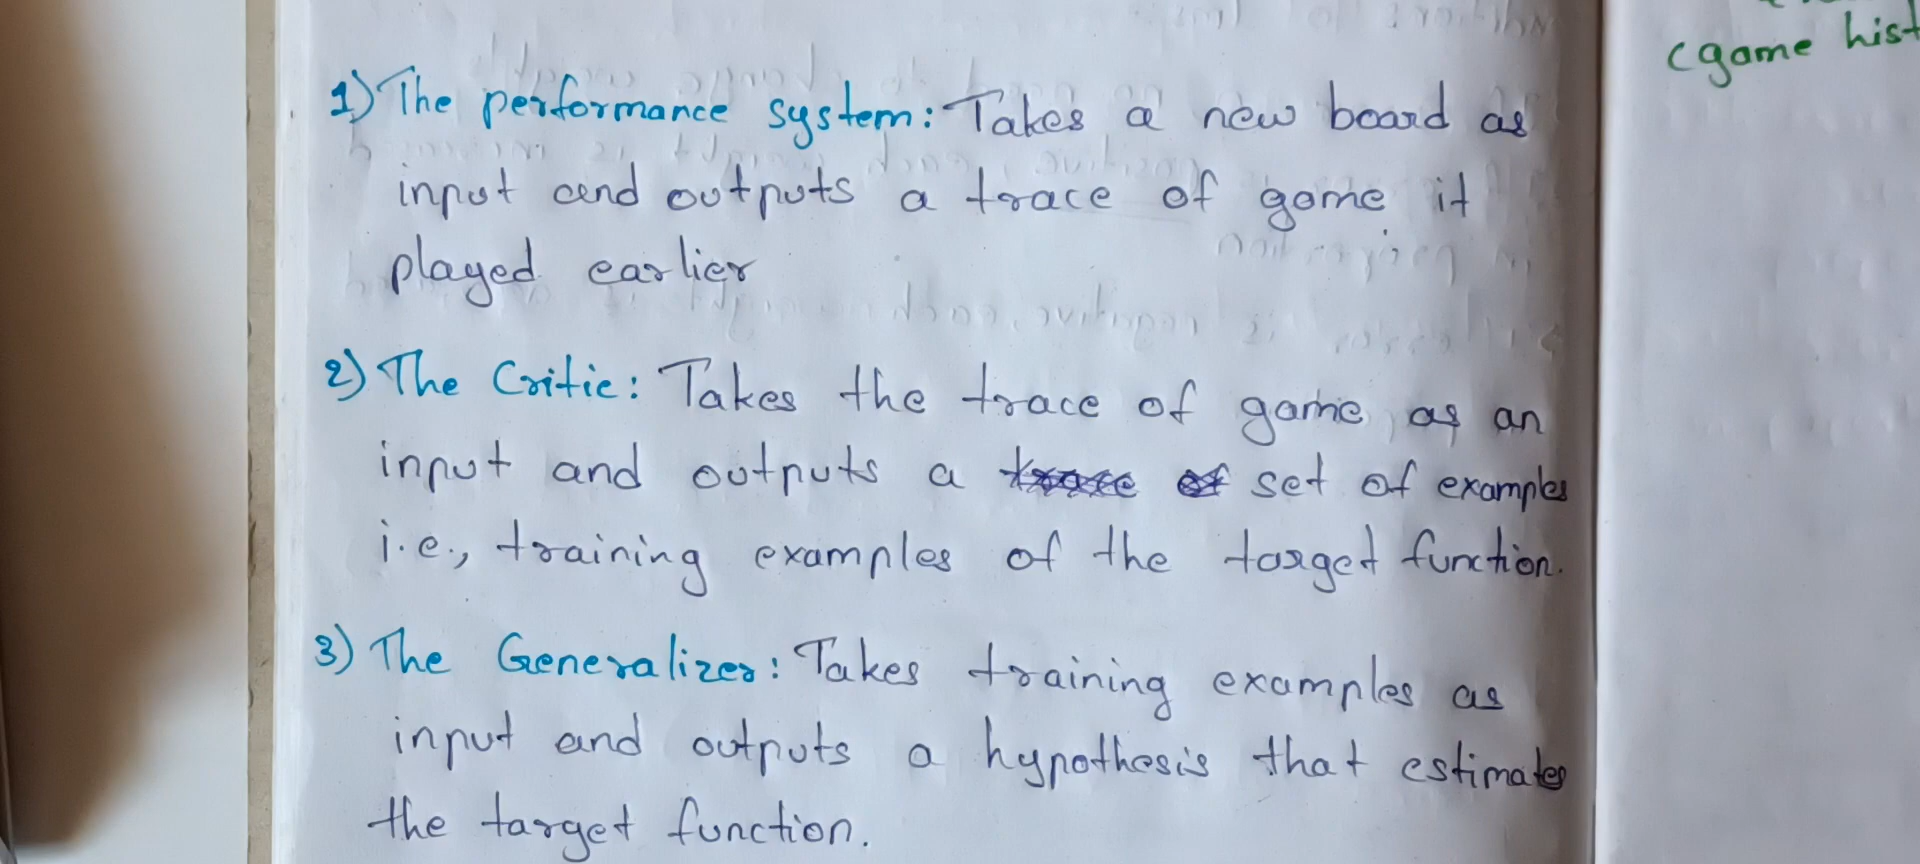 1) The performance system: Takes a new board as
input and outputs a trace of game it
played earlier
2) The Critic: Takes the trace of game as an
input and outputs a trace of set of examples
i.e., training examples of the target function.
3) The Generalizer: Takes training examples as
input and outputs a hypothesis that estimates
the target function.
(game hist